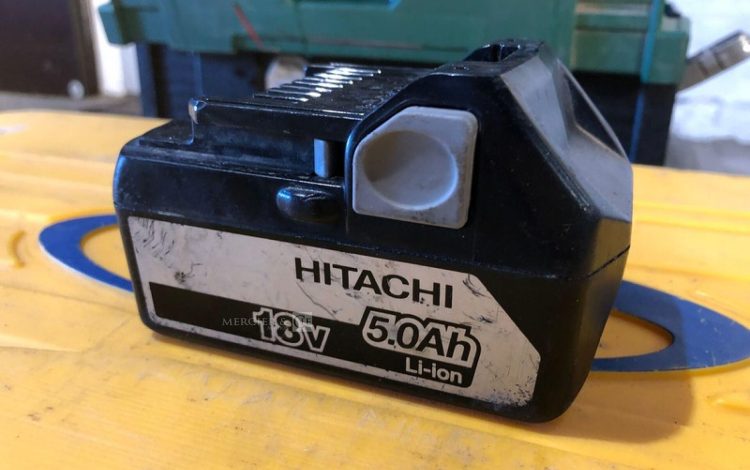 HITACHI
18V
5.0Ah
Li-ion